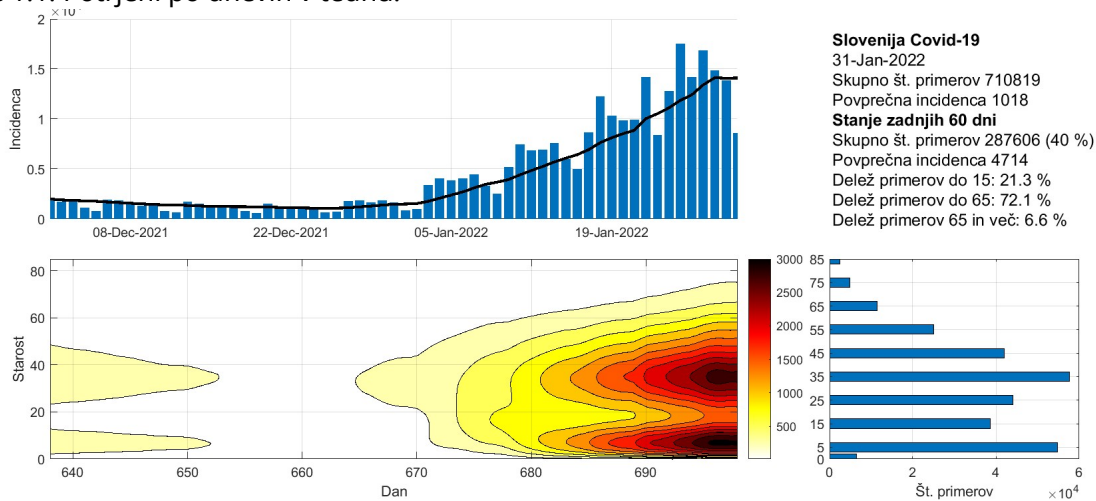 dnevih v tednu.
2
×10
1.5
1
0.5
0
Incidenca
08-Dec-2021
22-Dec-2021
05-Jan-2022
19-Jan-2022
Slovenija Covid-19
31-Jan-2022
Skupno št. primerov 710819
Povprečna incidenca 1018
Stanje zadnjih 60 dni
Skupno št. primerov 287606 (40 %)
Povprečna incidenca 4714
Delež primerov do 15: 21.3 %
Delež primerov do 65: 72.1 %
Delež primerov 65 in več: 6.6 %
80
60
40
20
0
Starost
640
650
660
670
680
690
Dan
3000
2500
2000
1500
1000
500
85
75
65
55
45
35
25
15
5
0
0
2
4
6
Št. primerov
×10⁴